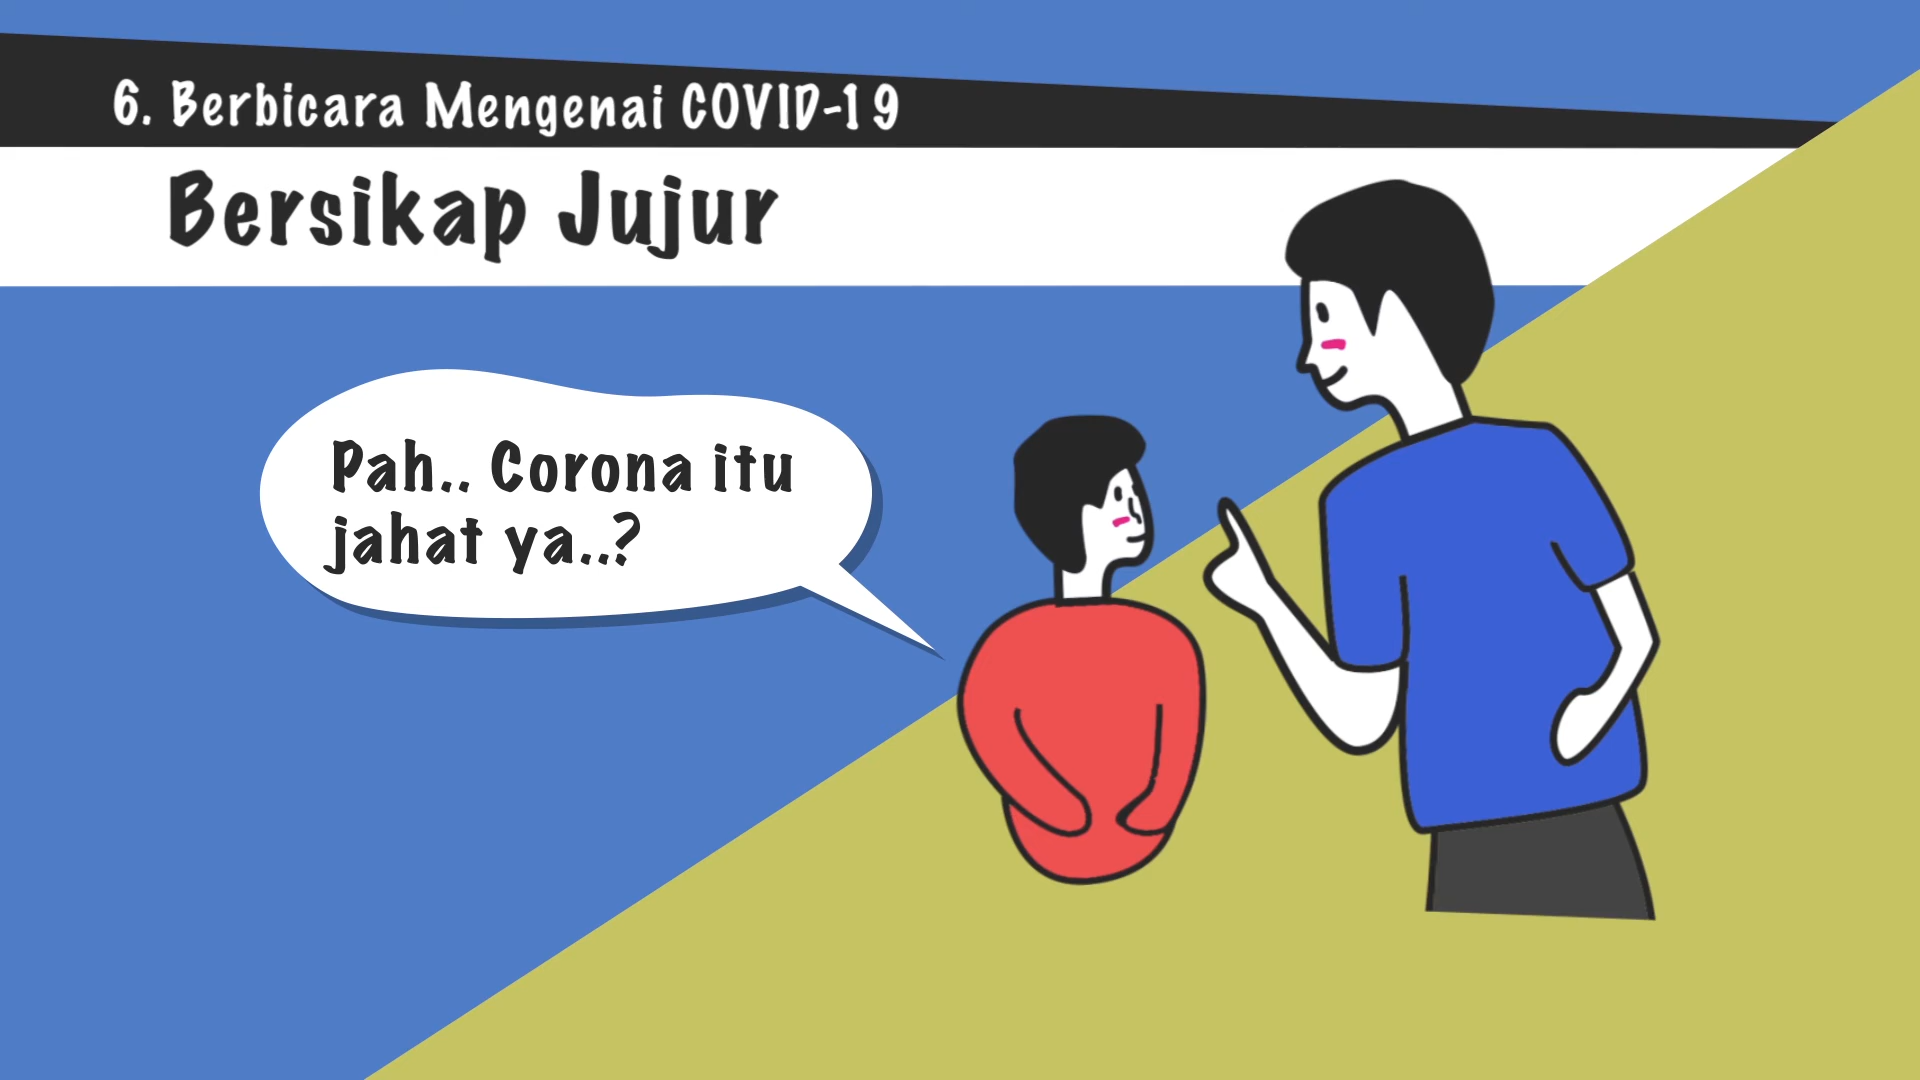 6. Berbicara Mengenai COVID-19
Bersikap Jujur
Pah.. Corona itu
jahat ya..?